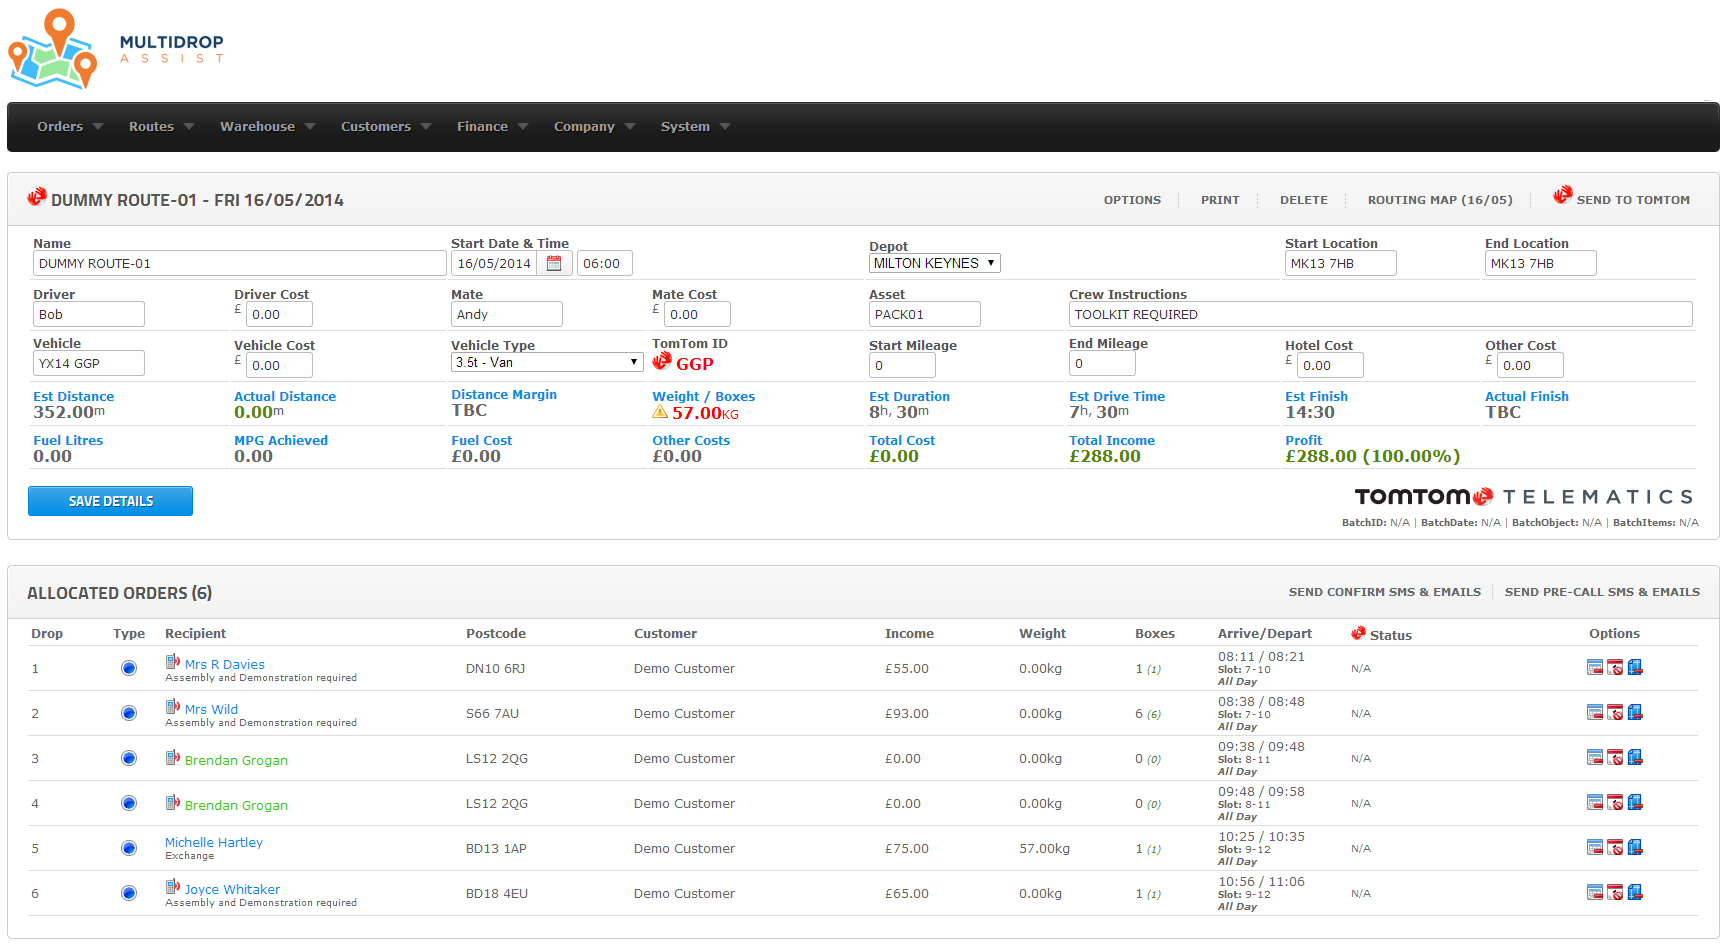 MULTIDROP
ASSIST
Orders Routes Warehouse Customers Finance Company System
DUMMY ROUTE-01 - FRI 16/05/2014 OPTIONS PRINT DELETE ROUTING MAP (16/05) SEND TO TOMTOM
Name Start Date & Time Depot Start Location End Location
DUMMY ROUTE-01 16/05/2014 06:00 MILTON KEYNES MK13 7HB MK13 7HB
Driver Driver Cost Mate Mate Cost Asset Crew Instructions
Bob £ 0.00 Andy £ 0.00 PACK01 TOOLKIT REQUIRED
Vehicle Vehicle Cost Vehicle Type TomTom ID Start Mileage End Mileage Hotel Cost Other Cost
YX14 GGP £ 0.00 3.5t - Van GGP 0 0 £ 0.00 £ 0.00
Est Distance Actual Distance Distance Margin Weight / Boxes Est Duration Est Drive Time Est Finish Actual Finish
352.00m 0.00m TBC 57.00KG 8h, 30m 7h, 30m 14:30 TBC
Fuel Litres MPG Achieved Fuel Cost Other Costs Total Cost Total Income Profit
0.00 0.00 £0.00 £0.00 £0.00 £288.00 £288.00 (100.00%)
SAVE DETAILS
TOMTOM TELEMATICS
BatchID: N/A | BatchDate: N/A | BatchObject: N/A | BatchItems: N/A
ALLOCATED ORDERS (6) SEND CONFIRM SMS & EMAILS SEND PRE-CALL SMS & EMAILS
Drop Type Recipient Postcode Customer Income Weight Boxes Arrive/Depart Status Options
1 Mrs R Davies DN10 6RJ Demo Customer £55.00 0.00kg 1 (1) 08:11 / 08:21 N/A
Assembly and Demonstration required Slot: 7-10
All Day
2 Mrs Wild S66 7AU Demo Customer £93.00 0.00kg 6 (6) 08:38 / 08:48 N/A
Assembly and Demonstration required Slot: 7-10
All Day
3 Brendan Grogan LS12 2QG Demo Customer £0.00 0.00kg 0 (0) 09:38 / 09:48 N/A
Slot: 8-11
All Day
4 Brendan Grogan LS12 2QG Demo Customer £0.00 0.00kg 0 (0) 09:48 / 09:58 N/A
Slot: 8-11
All Day
5 Michelle Hartley BD13 1AP Demo Customer £75.00 57.00kg 1 (1) 10:25 / 10:35 N/A
Exchange Slot: 9-12
All Day
6 Joyce Whitaker BD18 4EU Demo Customer £65.00 0.00kg 1 (1) 10:56 / 11:06 N/A
Assembly and Demonstration required Slot: 9-12
All Day